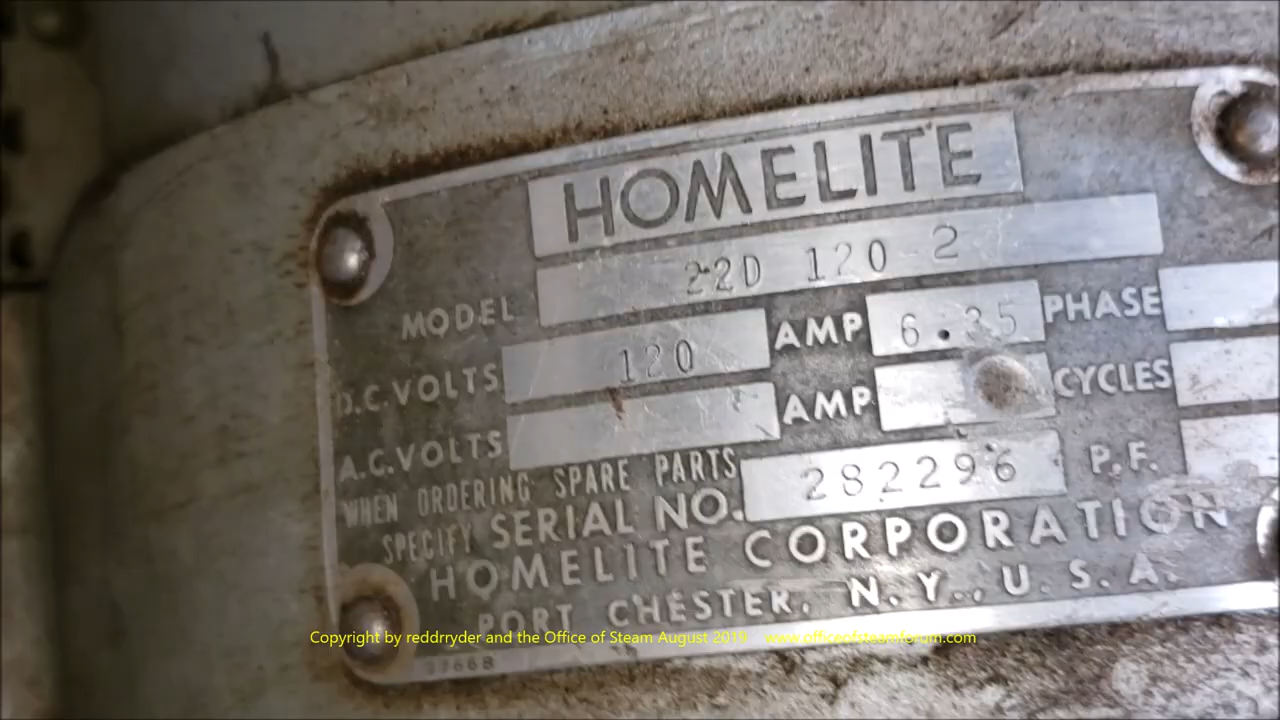 HOMELITE
MODEL 22D 120-2
D.C. VOLTS 120 AMP 6.25 PHASE
A.C. VOLTS AMP CYCLES
WHEN ORDERING SPARE PARTS
SPECIFY SERIAL NO. 282296 P.F.
HOMELITE CORPORATION
PORT CHESTER, N.Y., U.S.A.
Copyright by reddrryder and the Office of Steam August 2019 www.officeofsteamforum.com